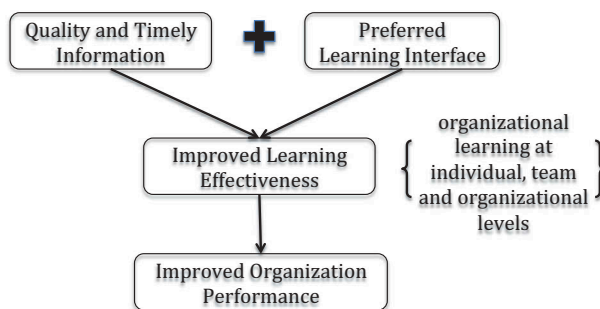 Quality and Timely
Information
Preferred
Learning Interface
Improved Learning
Effectiveness
organizational
learning at
individual, team
and organizational
levels
Improved Organization
Performance